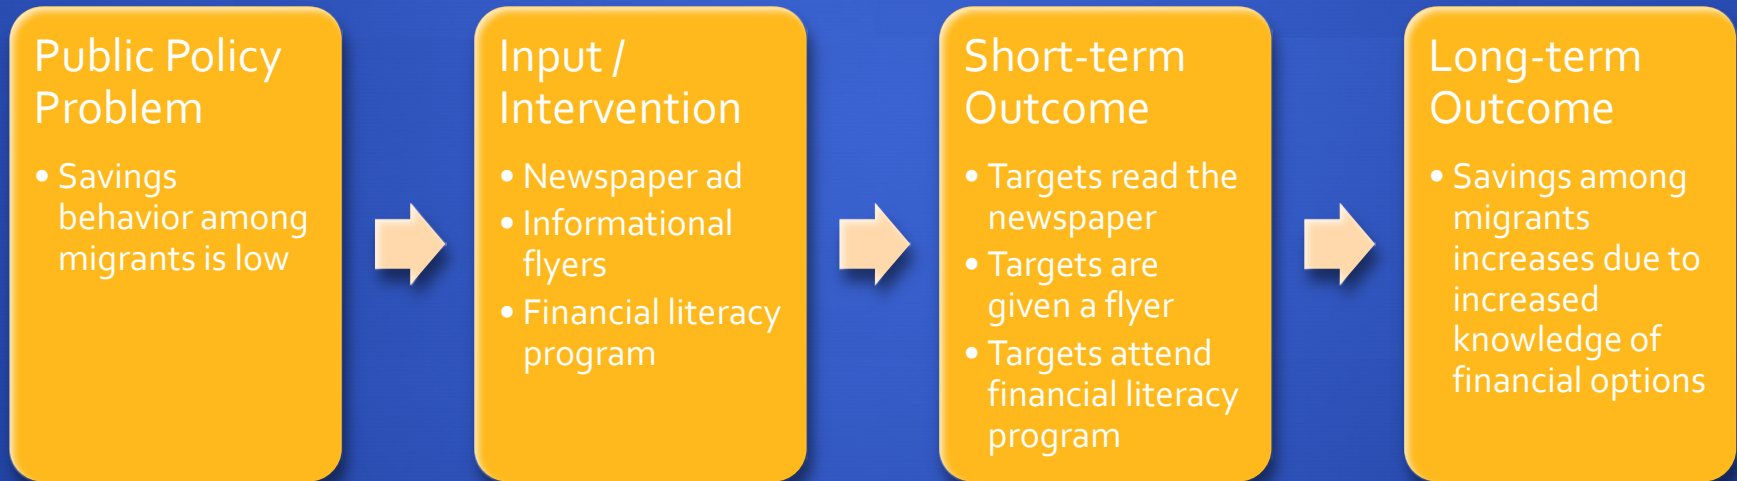 Public Policy
Problem
• Savings
behavior among
migrants is low
Input /
Intervention
• Newspaper ad
• Informational
flyers
• Financial literacy
program
Short-term
Outcome
• Targets read the
newspaper
• Targets are
given a flyer
• Targets attend
financial literacy
program
Long-term
Outcome
• Savings among
migrants
increases due to
increased
knowledge of
financial options